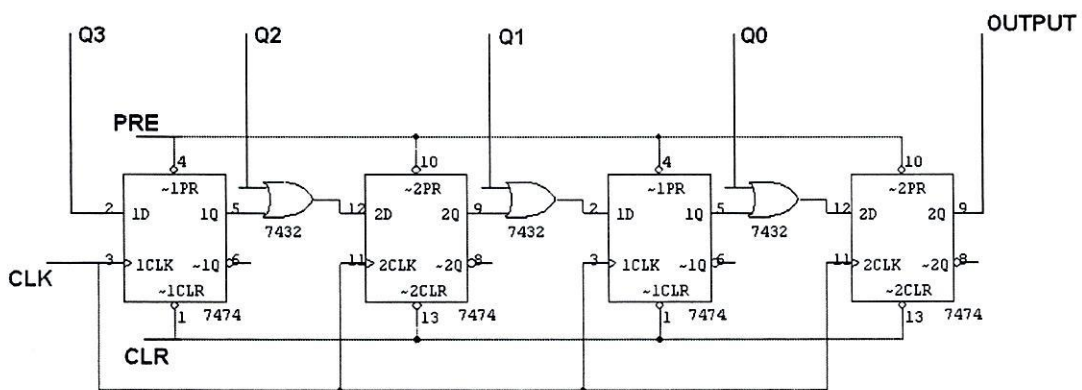 Q3
Q2
Q1
Q0
OUTPUT
PRE
4
10
4
10
~1PR
~2PR
~1PR
~2PR
2
1D
1Q
5
12
2D
2Q
9
2
1D
1Q
5
12
2D
2Q
9
7432
7432
7432
CLK
3
1CLK
~1Q
6
11
2CLK
~2Q
8
3
1CLK
~1Q
6
11
2CLK
~2Q
8
~1CLR
~2CLR
~1CLR
~2CLR
1
7474
13
7474
1
7474
13
7474
CLR